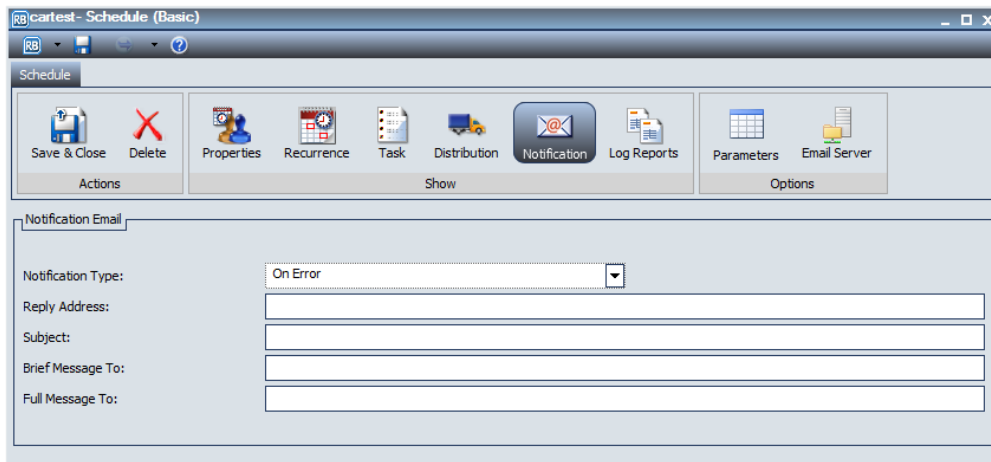 RB cartest- Schedule (Basic)
RB
Schedule
Save & Close Delete Properties Recurrence Task Distribution Notification Log Reports Parameters Email Server
Actions Show Options
Notification Email
Notification Type: On Error
Reply Address:
Subject:
Brief Message To:
Full Message To: